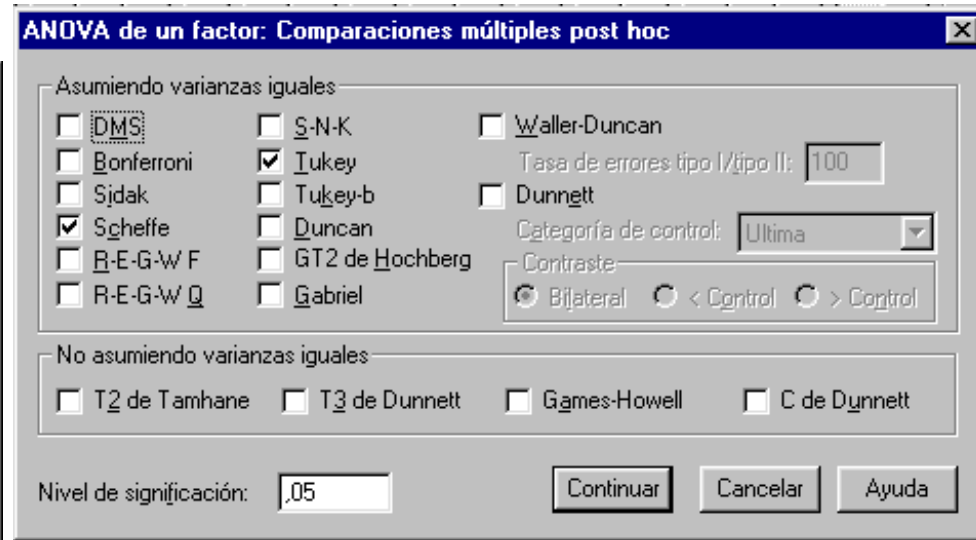 ANOVA de un factor: Comparaciones múltiples post hoc
Asumiendo varianzas iguales
DMS S-N-K Waller-Duncan
Bonferroni Tukey Tasa de errores tipo I/tipo II: 100
Sidak Tukey-b Dunnett
Scheffe Duncan Categoría de control: Ultima
R-E-G-W F GT2 de Hochberg Contraste
R-E-G-W Q Gabriel Bilateral < Control > Control
No asumiendo varianzas iguales
T2 de Tamhane T3 de Dunnett Games-Howell C de Dunnett
Nivel de significación: ,05 Continuar Cancelar Ayuda